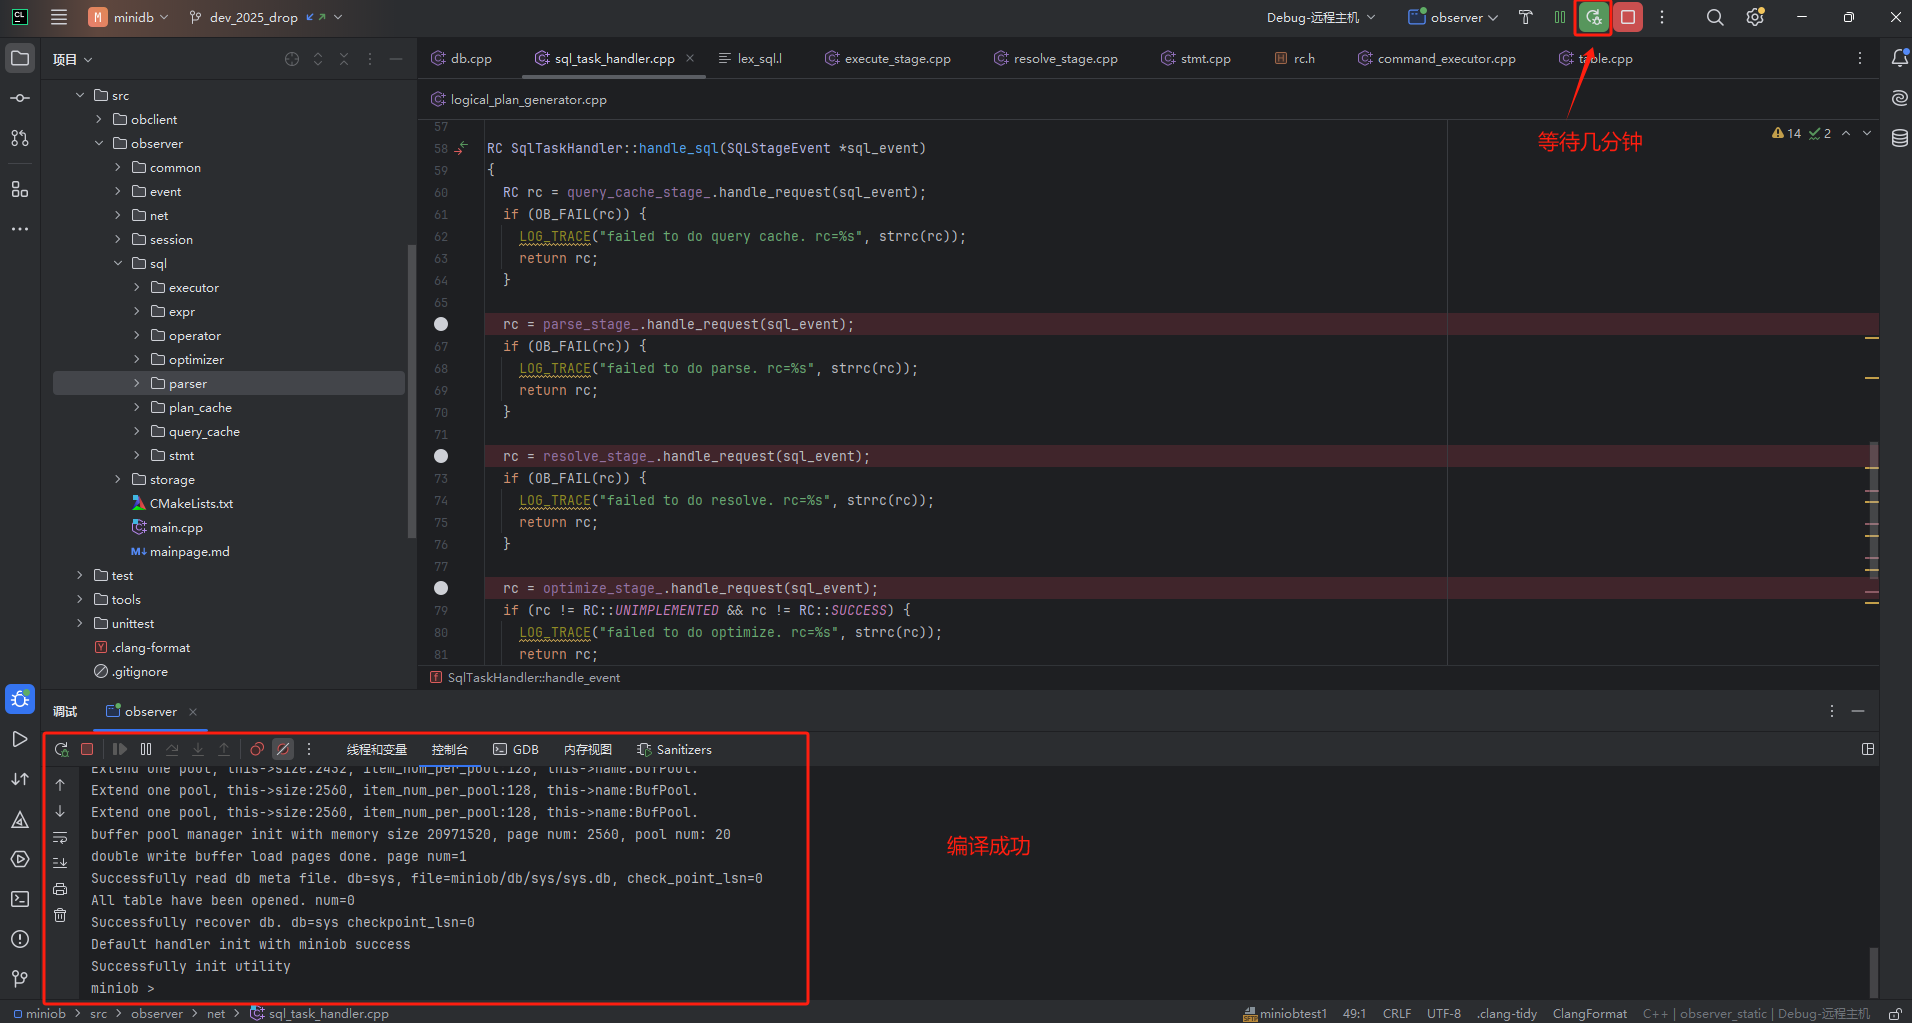 CL
M minidb
dev_2025_drop
Debug-远程主机
observer
项目
src
obclient
observer
common
event
net
session
sql
executor
expr
operator
optimizer
parser
plan_cache
query_cache
stmt
storage
CMakeLists.txt
main.cpp
M↓ mainpage.md
test
tools
unittest
Y .clang-format
.gitignore
db.cpp
sql_task_handler.cpp
lex_sql.l
execute_stage.cpp
resolve_stage.cpp
stmt.cpp
H rc.h
command_executor.cpp
table.cpp
logical_plan_generator.cpp
等待几分钟
14 2
57
58 RC SqlTaskHandler::handle_sql(SQLStageEvent *sql_event)
59 {
60 RC rc = query_cache_stage_.handle_request(sql_event);
61 if (OB_FAIL(rc)) {
62 LOG_TRACE("failed to do query cache. rc=%s", strrc(rc));
63 return rc;
64 }
65
rc = parse_stage_.handle_request(sql_event);
67 if (OB_FAIL(rc)) {
68 LOG_TRACE("failed to do parse. rc=%s", strrc(rc));
69 return rc;
70 }
71
rc = resolve_stage_.handle_request(sql_event);
73 if (OB_FAIL(rc)) {
74 LOG_TRACE("failed to do resolve. rc=%s", strrc(rc));
75 return rc;
76 }
77
rc = optimize_stage_.handle_request(sql_event);
79 if (rc != RC::UNIMPLEMENTED && rc != RC::SUCCESS) {
80 LOG_TRACE("failed to do optimize. rc=%s", strrc(rc));
81 return rc;
f SqlTaskHandler::handle_event
调试
observer
线程和变量
控制台
GDB
内存视图
Sanitizers
Extend one pool, this->size:2432, item_num_per_pool:128, this->name:BufPool.
Extend one pool, this->size:2560, item_num_per_pool:128, this->name:BufPool.
Extend one pool, this->size:2560, item_num_per_pool:128, this->name:BufPool.
buffer pool manager init with memory size 20971520, page num: 2560, pool num: 20
double write buffer load pages done. page num=1
Successfully read db meta file. db=sys, file=miniob/db/sys/sys.db, check_point_lsn=0
All table have been opened. num=0
Successfully recover db. db=sys checkpoint_lsn=0
Default handler init with miniob success
Successfully init utility
miniob >
编译成功
miniob > src > observer > net > sql_task_handler.cpp
SFTP miniobtest1
49:1
CRLF
UTF-8
.clang-tidy
ClangFormat
C++ | observer_static | Debug-远程主机